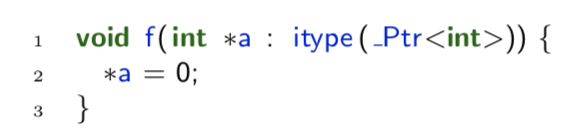 1 void f(int *a : itype(_Ptr<int>)) {
2 *a = 0;
3 }